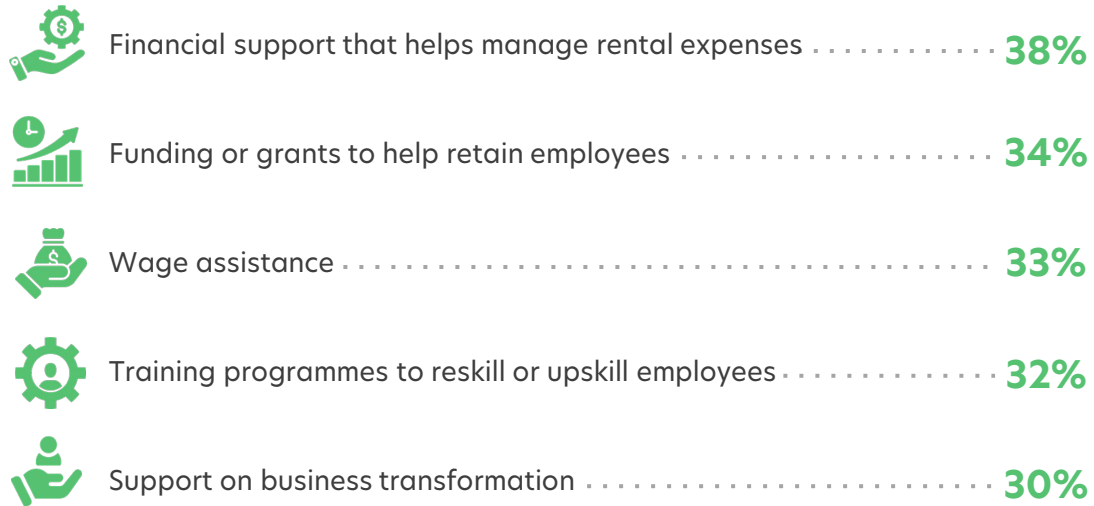 Financial support that helps manage rental expenses . . . . . . . . . . . . 38%
Funding or grants to help retain employees . . . . . . . . . . . . . . . . . . . . 34%
Wage assistance . . . . . . . . . . . . . . . . . . . . . . . . . . . . . . . . . . . . . . . . . 33%
Training programmes to reskill or upskill employees . . . . . . . . . . . . . . 32%
Support on business transformation . . . . . . . . . . . . . . . . . . . . . . . . . . 30%